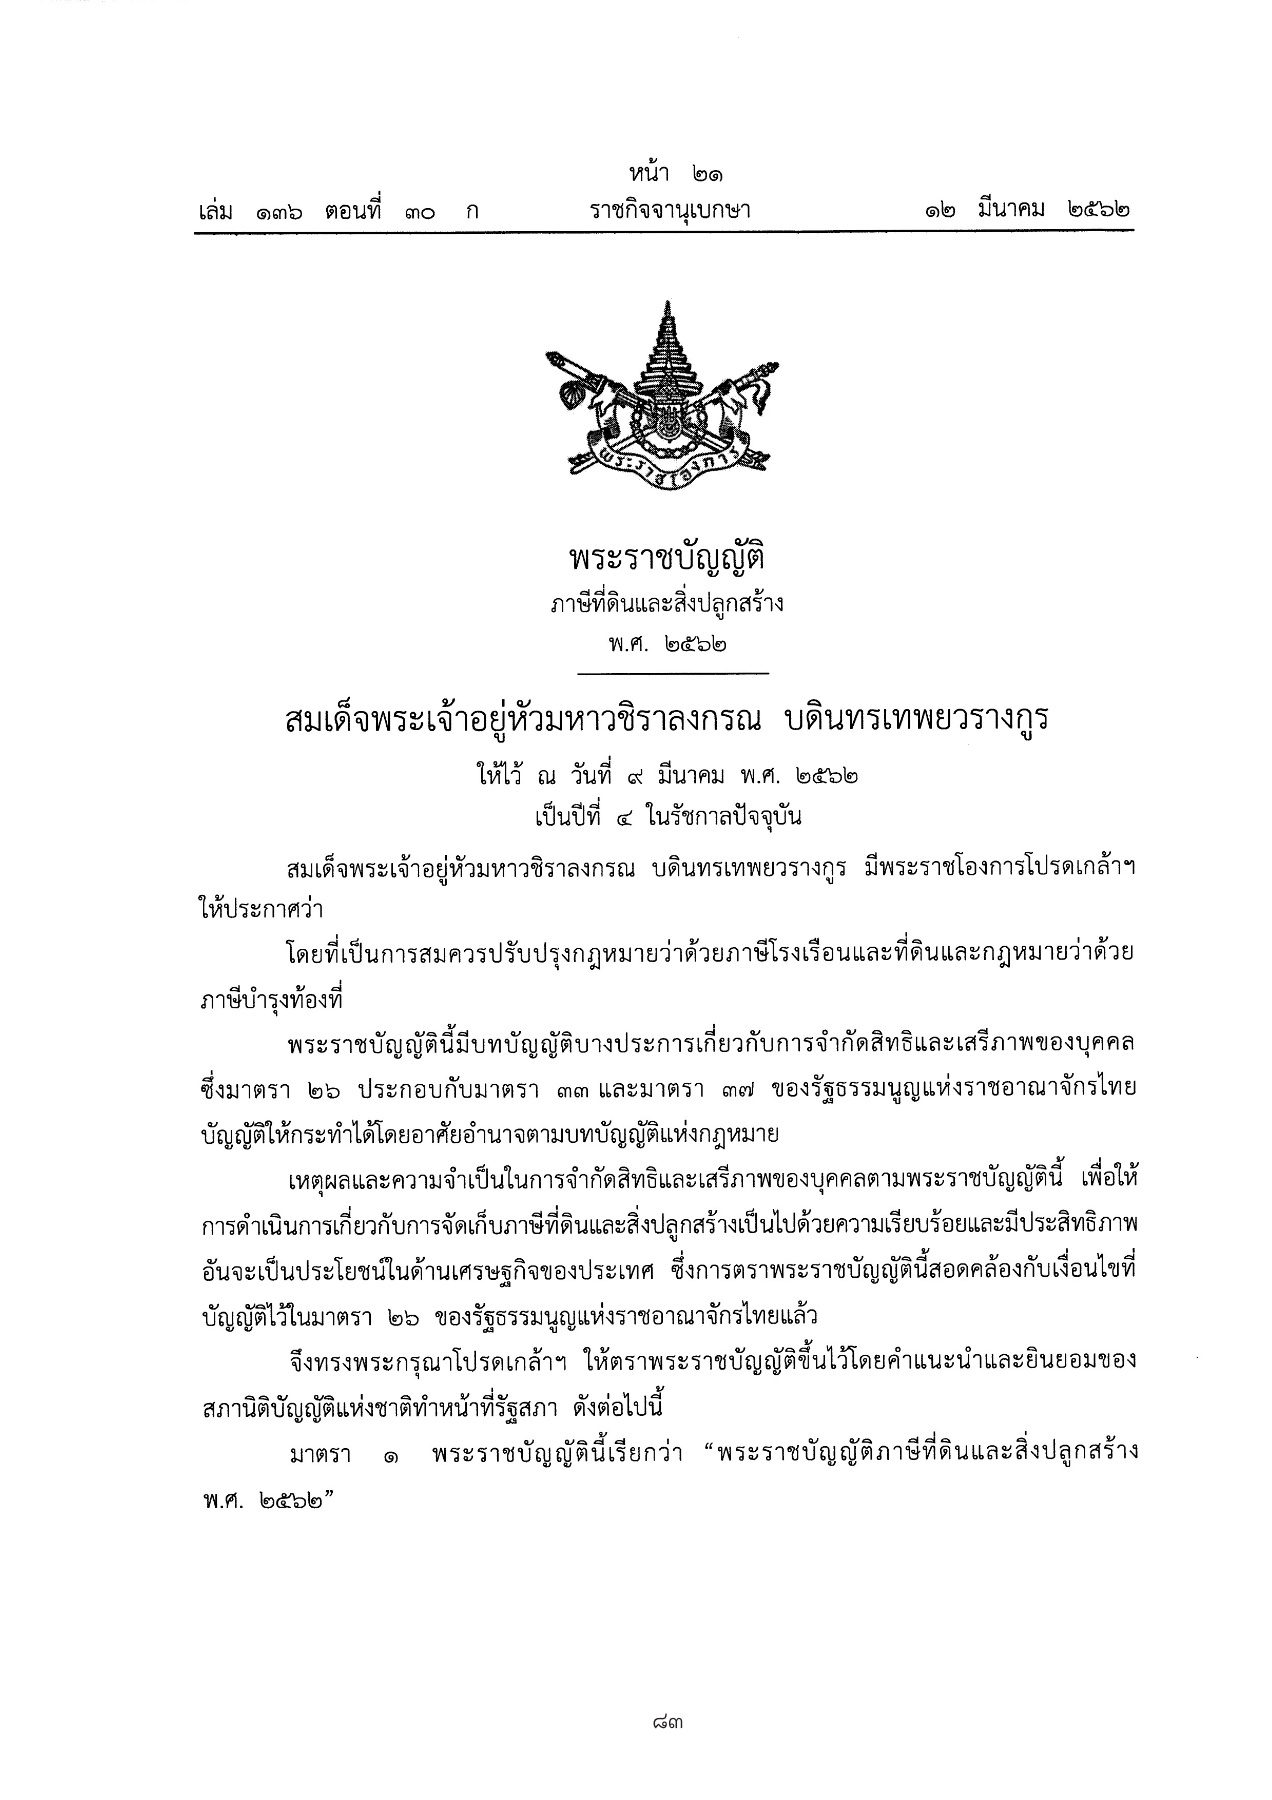 หน้า ๒๑
เล่ม ๑๓๖ ตอนที่ ๓๐ ก ราชกิจจานุเบกษา ๑๒ มีนาคม ๒๕๖๒
พระราชโองการ
พระราชบัญญัติ
ภาษีที่ดินและสิ่งปลูกสร้าง
พ.ศ. ๒๕๖๒
สมเด็จพระเจ้าอยู่หัวมหาวชิราลงกรณ บดินทรเทพยวรางกูร
ให้ไว้ ณ วันที่ ๙ มีนาคม พ.ศ. ๒๕๖๒
เป็นปีที่ ๔ ในรัชกาลปัจจุบัน
สมเด็จพระเจ้าอยู่หัวมหาวชิราลงกรณ บดินทรเทพยวรางกูร มีพระราชโองการโปรดเกล้าฯ
ให้ประกาศว่า
โดยที่เป็นการสมควรปรับปรุงกฎหมายว่าด้วยภาษีโรงเรือนและที่ดินและกฎหมายว่าด้วย
ภาษีบำรุงท้องที่
พระราชบัญญัตินี้มีบทบัญญัติบางประการเกี่ยวกับการจำกัดสิทธิและเสรีภาพของบุคคล
ซึ่งมาตรา ๒๖ ประกอบกับมาตรา ๓๓ และมาตรา ๓๗ ของรัฐธรรมนูญแห่งราชอาณาจักรไทย
บัญญัติให้กระทำได้โดยอาศัยอำนาจตามบทบัญญัติแห่งกฎหมาย
เหตุผลและความจำเป็นในการจำกัดสิทธิและเสรีภาพของบุคคลตามพระราชบัญญัตินี้ เพื่อให้
การดำเนินการเกี่ยวกับการจัดเก็บภาษีที่ดินและสิ่งปลูกสร้างเป็นไปด้วยความเรียบร้อยและมีประสิทธิภาพ
อันจะเป็นประโยชน์ในด้านเศรษฐกิจของประเทศ ซึ่งการตราพระราชบัญญัตินี้สอดคล้องกับเงื่อนไขที่
บัญญัติไว้ในมาตรา ๒๖ ของรัฐธรรมนูญแห่งราชอาณาจักรไทยแล้ว
จึงทรงพระกรุณาโปรดเกล้าฯ ให้ตราพระราชบัญญัติขึ้นไว้โดยคำแนะนำและยินยอมของ
สภานิติบัญญัติแห่งชาติทำหน้าที่รัฐสภา ดังต่อไปนี้
มาตรา ๑ พระราชบัญญัตินี้เรียกว่า “พระราชบัญญัติภาษีที่ดินและสิ่งปลูกสร้าง
พ.ศ. ๒๕๖๒”
๘๓